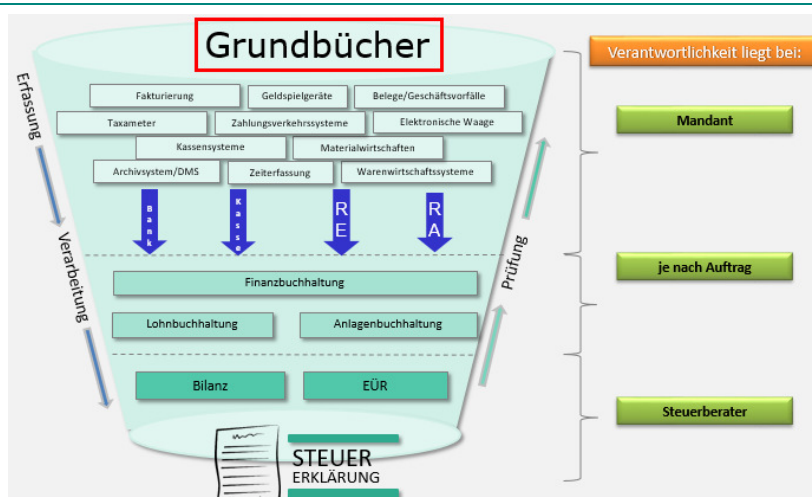 Grundbücher
Verantwortlichkeit liegt bei:
Erfassung
Fakturierung
Geldspielgeräte
Belege/Geschäftsvorfälle
Taxameter
Zahlungsverkehrssysteme
Elektronische Waage
Mandant
Kassensysteme
Materialwirtschaften
Archivsystem/DMS
Zeiterfassung
Warenwirtschaftssysteme
Bank
Kasse
RE
RA
Verarbeitung
Prüfung
Finanzbuchhaltung
je nach Auftrag
Lohnbuchhaltung
Anlagenbuchhaltung
Bilanz
EÜR
Steuerberater
STEUER
ERKLÄRUNG